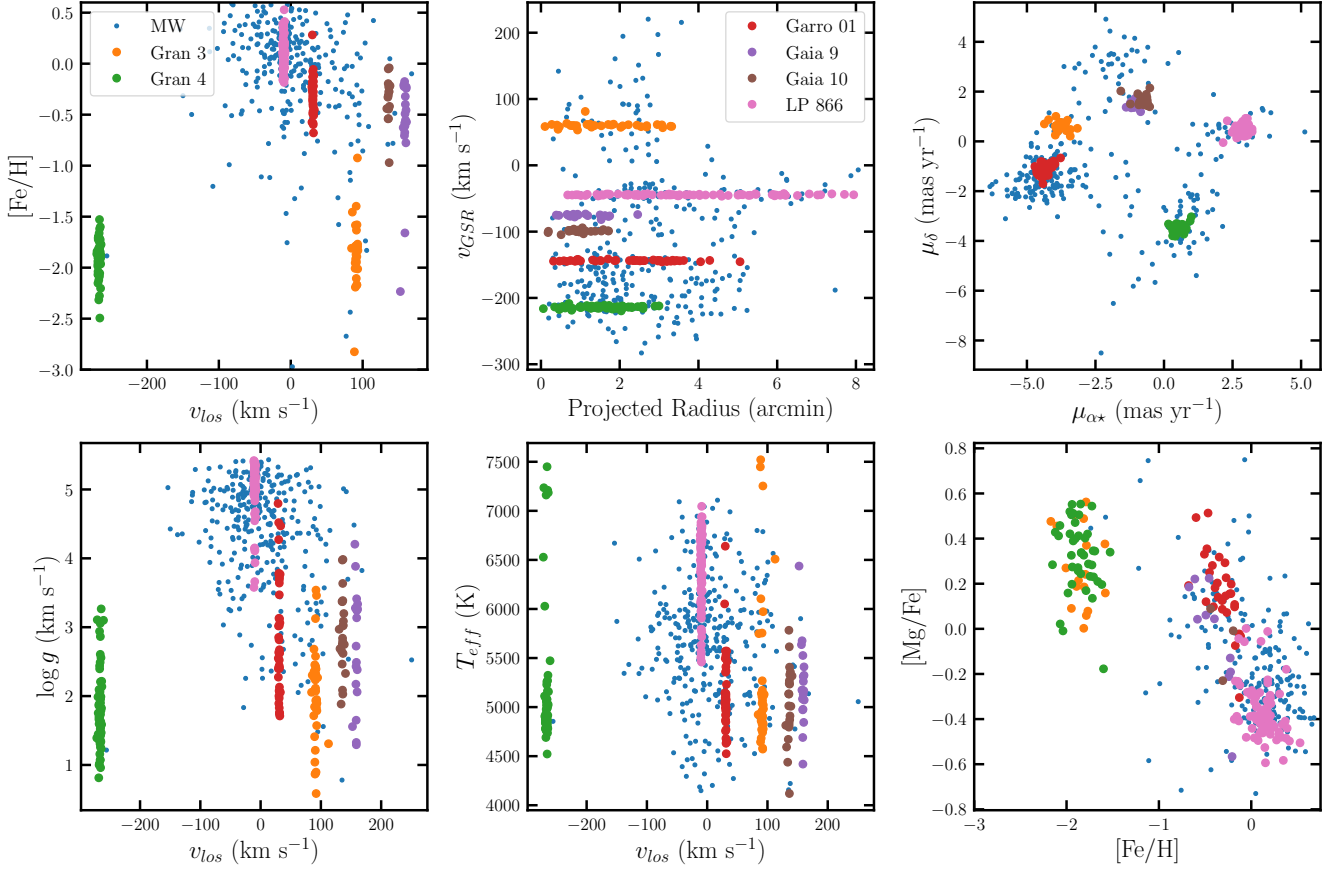 MW
Gran 3
Gran 4
0.5
0.0
−0.5
−1.0
−1.5
−2.0
−2.5
−3.0
[Fe/H]
−200 −100 0 100
v_los (km s⁻¹)
Garro 01
Gaia 9
Gaia 10
LP 866
200
100
0
−100
−200
−300
v_GSR (km s⁻¹)
0 2 4 6 8
Projected Radius (arcmin)
4
2
0
−2
−4
−6
−8
μ_δ (mas yr⁻¹)
−5.0 −2.5 0.0 2.5 5.0
μ_α⋆ (mas yr⁻¹)
5
4
3
2
1
log g (km s⁻¹)
−200 −100 0 100 200
v_los (km s⁻¹)
7500
7000
6500
6000
5500
5000
4500
4000
T_eff (K)
−200 −100 0 100 200
v_los (km s⁻¹)
0.8
0.6
0.4
0.2
0.0
−0.2
−0.4
−0.6
−0.8
[Mg/Fe]
−3 −2 −1 0
[Fe/H]